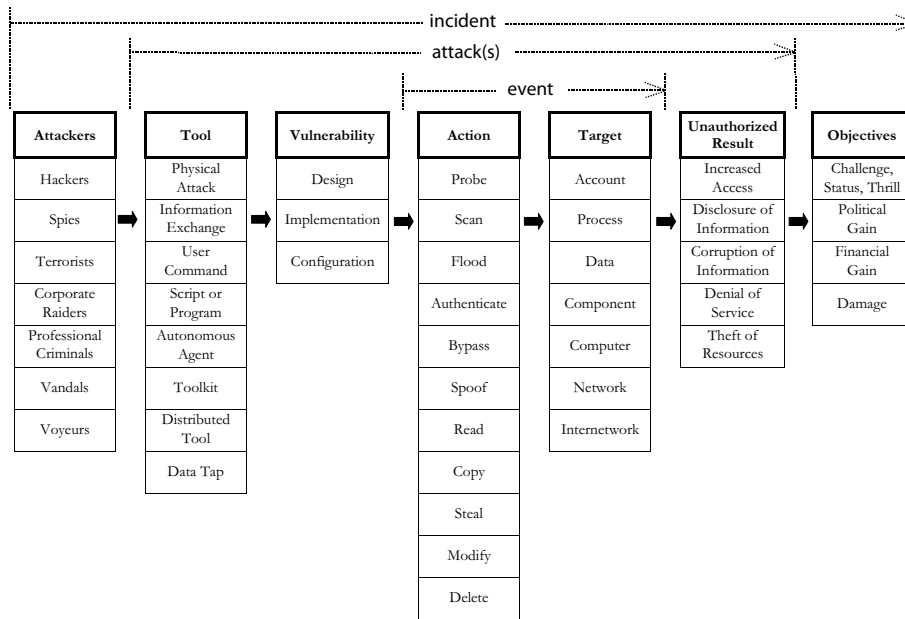 incident
attack(s)
event
Attackers
Hackers
Spies
Terrorists
Corporate
Raiders
Professional
Criminals
Vandals
Voyeurs
Tool
Physical
Attack
Information
Exchange
User
Command
Script or
Program
Autonomous
Agent
Toolkit
Distributed
Tool
Data Tap
Vulnerability
Design
Implementation
Configuration
Action
Probe
Scan
Flood
Authenticate
Bypass
Spoof
Read
Copy
Steal
Modify
Delete
Target
Account
Process
Data
Component
Computer
Network
Internetwork
Unauthorized
Result
Increased
Access
Disclosure of
Information
Corruption of
Information
Denial of
Service
Theft of
Resources
Objectives
Challenge,
Status, Thrill
Political
Gain
Financial
Gain
Damage